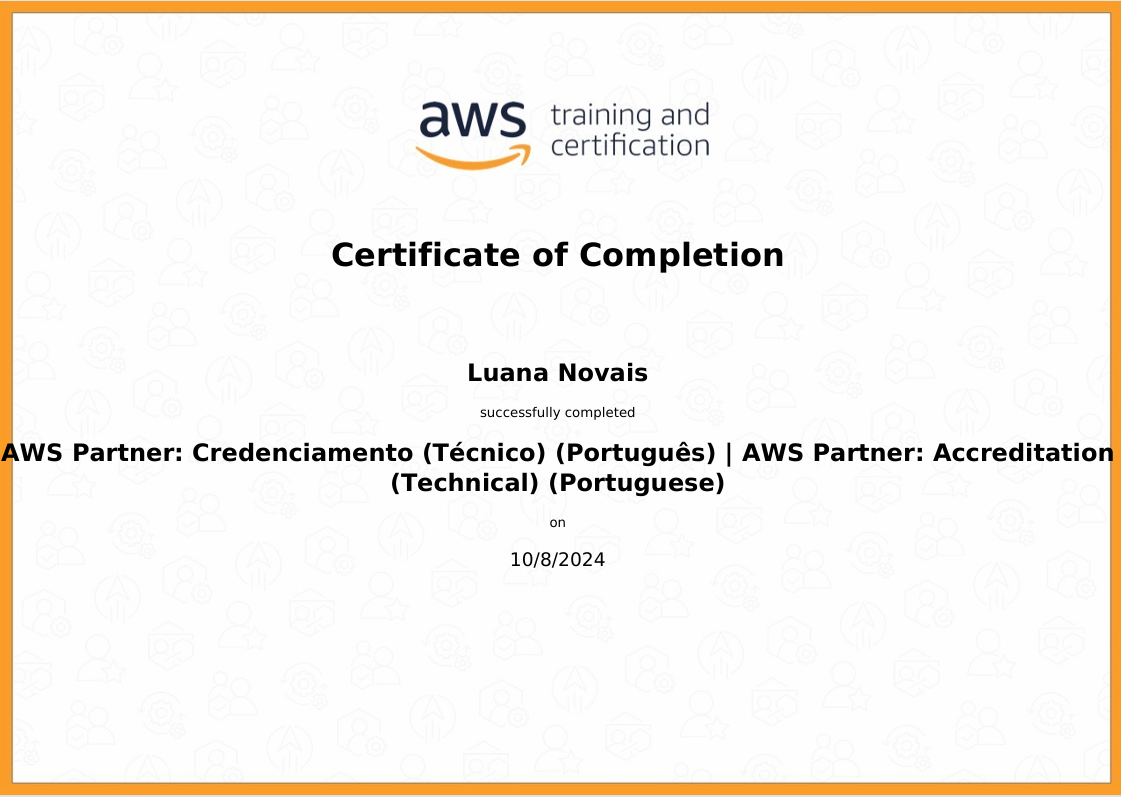 aws training and
certification
Certificate of Completion
Luana Novais
successfully completed
AWS Partner: Credenciamento (Técnico) (Português) | AWS Partner: Accreditation
(Technical) (Portuguese)
on
10/8/2024